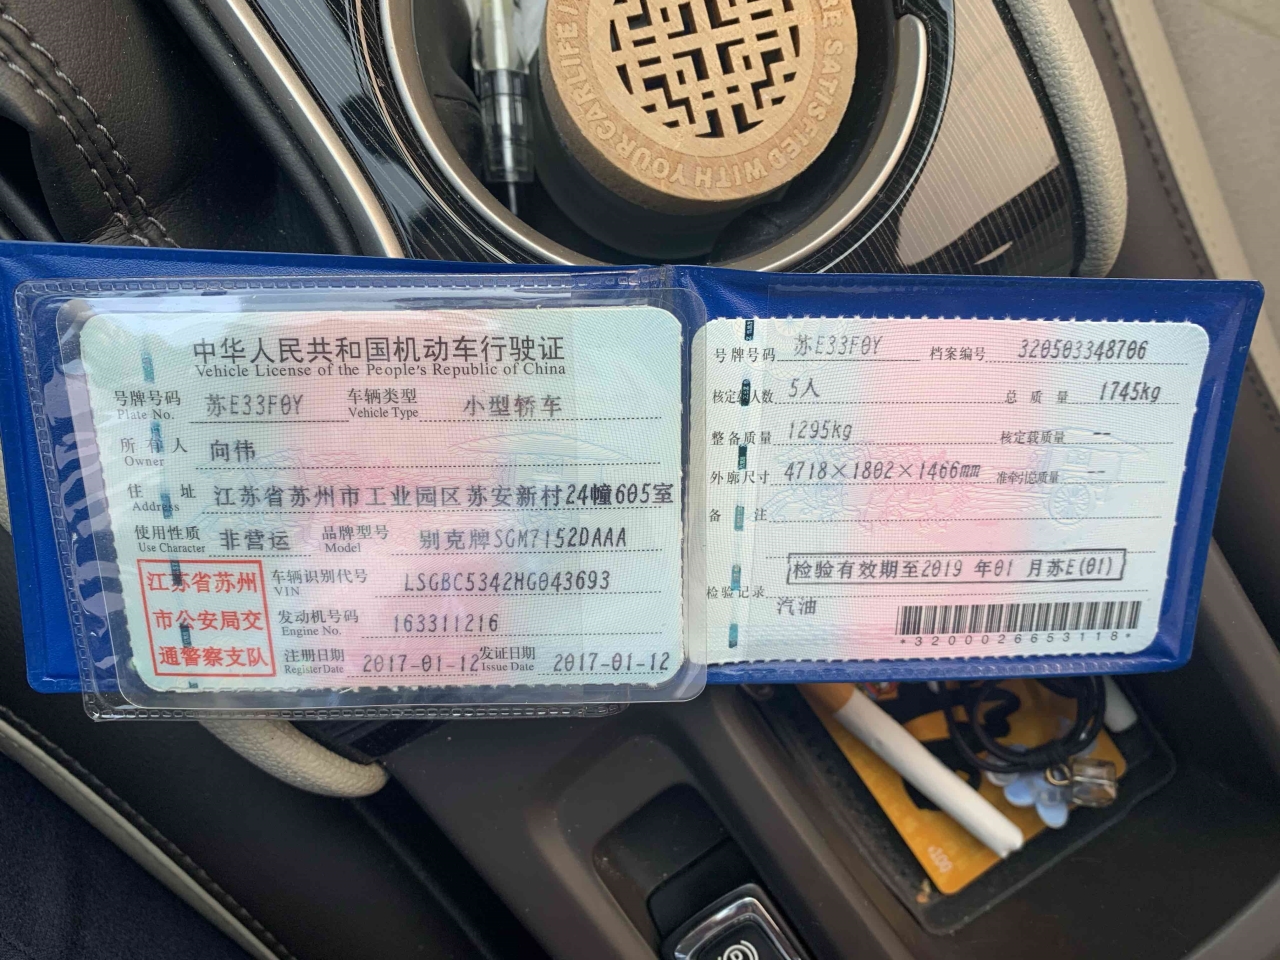 BE SATISFIED WITH YOUR CARLIFE/
中华人民共和国机动车行驶证
Vehicle License of the People's Republic of China
号牌号码 苏E33F0Y 车辆类型 小型轿车
Plate No. Vehicle Type
所有人 向伟
Owner
住址 江苏省苏州市工业园区苏安新村24幢605室
Address
使用性质 非营运 品牌型号 别克牌SGM7152DAAA
Use Character Model
江苏省苏州
市公安局交
通警察支队
车辆识别代号 LSGBC5342HG043693
VIN
发动机号码 163311216
Engine No.
注册日期 2017-01-12 发证日期 2017-01-12
Register Date Issue Date
号牌号码 苏E33F0Y 档案编号 320503348706
核定载人数 5人 总质量 1745kg
整备质量 1295kg 核定载质量 --
外廓尺寸 4718×1802×1466mm 准牵引总质量 --
备注
检验有效期至2019 年01 月苏E(01)
检验记录
汽油
*3200026653118*
¥100